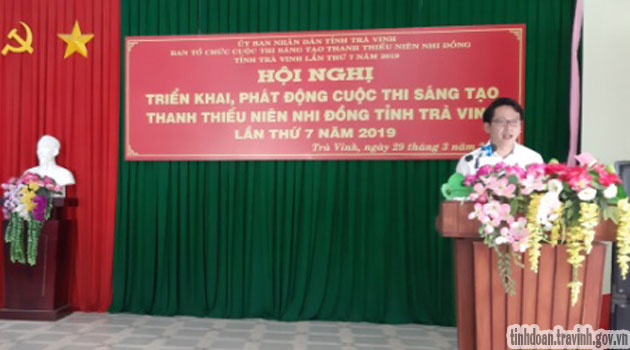 ỦY BAN NHÂN DÂN TỈNH TRÀ VINH
BAN TỔ CHỨC CUỘC THI SÁNG TẠO THANH THIẾU NIÊN NHI ĐỒNG
TỈNH TRÀ VINH LẦN THỨ 7 NĂM 2019
HỘI NGHỊ
TRIỂN KHAI, PHÁT ĐỘNG CUỘC THI SÁNG TẠO
THANH THIẾU NIÊN NHI ĐỒNG TỈNH TRÀ VIN
LẦN THỨ 7 NĂM 2019
Trà Vinh, ngày 29 tháng 3 năm
tinhdoan.travinh.gov.vn